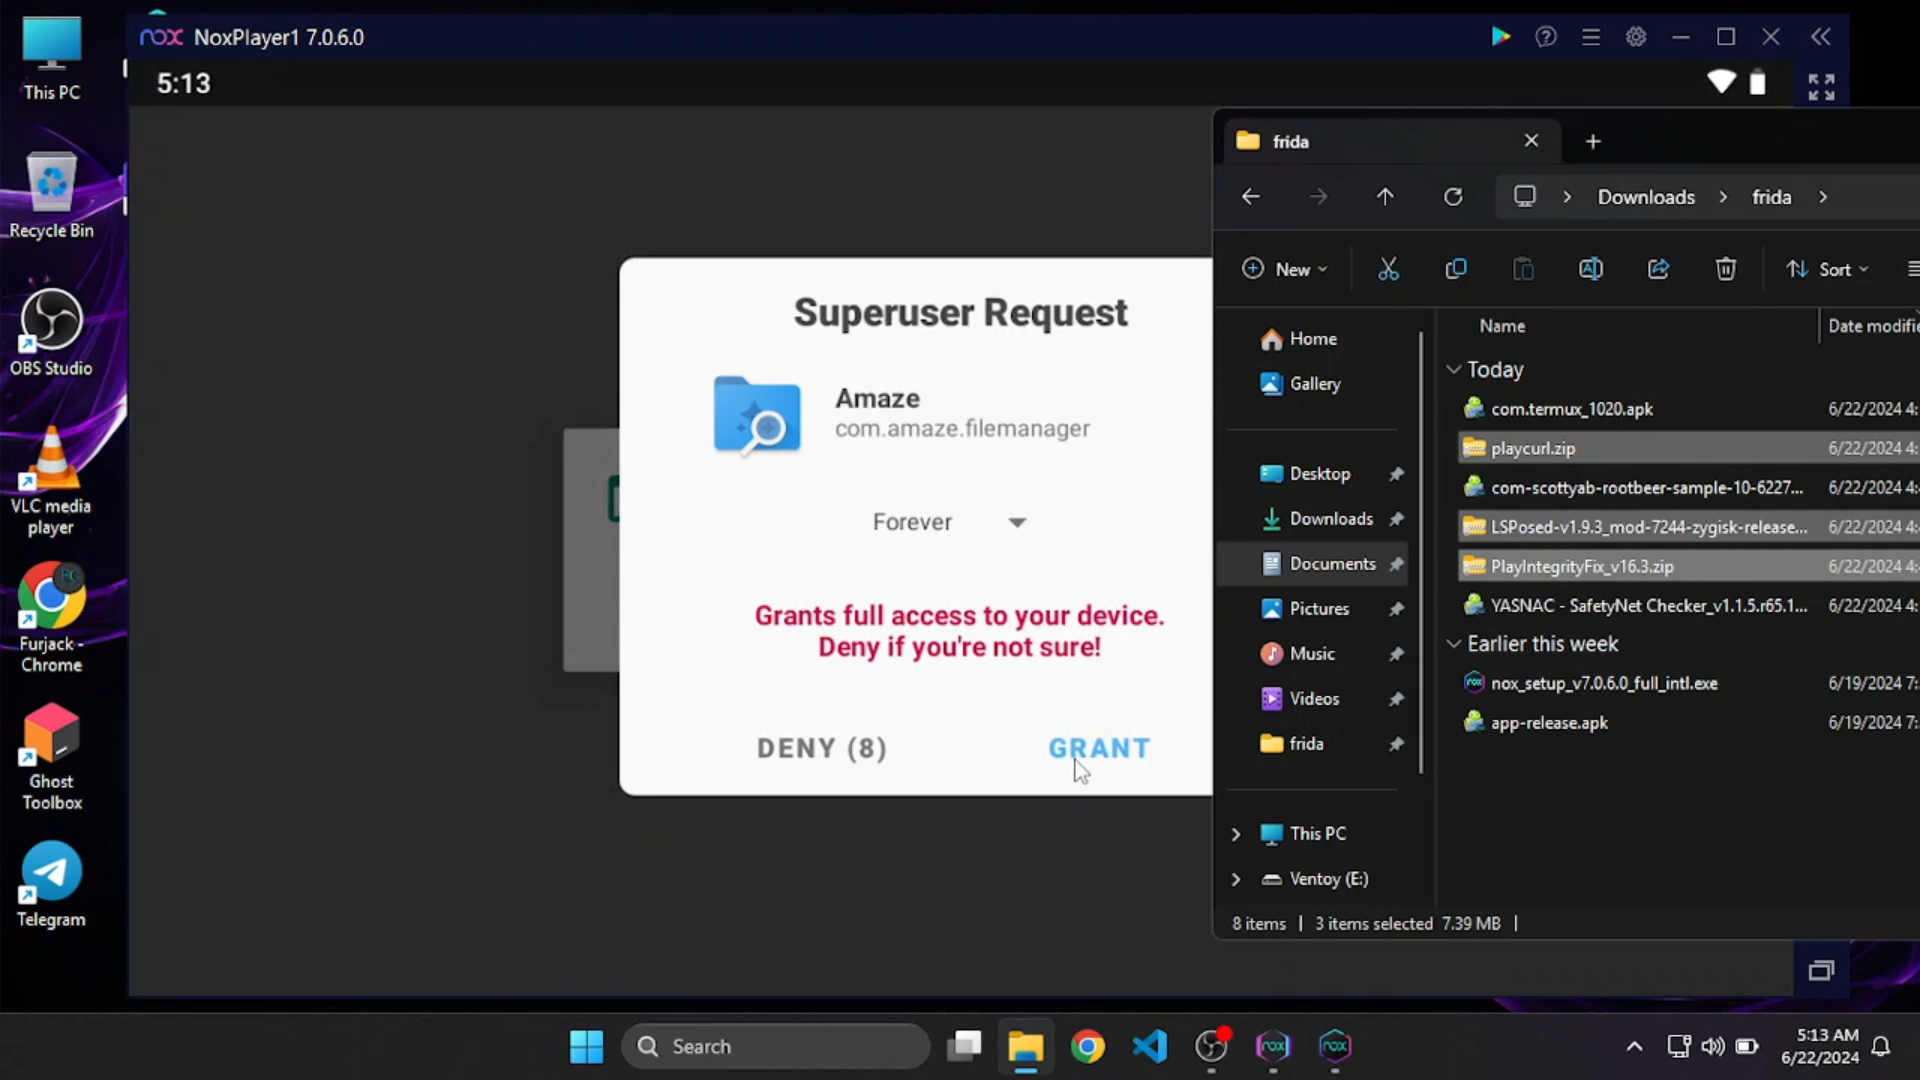 This PC
Recycle Bin
OBS Studio
VLC media
player
Furjack -
Chrome
Ghost
Toolbox
Telegram
nox NoxPlayer1 7.0.6.0
5:13
Superuser Request
Amaze
com.amaze.filemanager
Forever
Grants full access to your device.
Deny if you're not sure!
DENY (8)
GRANT
frida
Downloads
frida
New
Sort
Home
Gallery
Desktop
Downloads
Documents
Pictures
Music
Videos
frida
This PC
Ventoy (E:)
Name
Date modifie
Today
com.termux_1020.apk 6/22/2024 4:
playcurl.zip 6/22/2024 4:
com-scottyab-rootbeer-sample-10-6227... 6/22/2024 4:
LSPosed-v1.9.3_mod-7244-zygisk-release... 6/22/2024 4:
PlayIntegrityFix_v16.3.zip 6/22/2024 4:
YASNAC - SafetyNet Checker_v1.1.5.r65.1... 6/22/2024 4:
Earlier this week
nox_setup_v7.0.6.0_full_intl.exe 6/19/2024 7:
app-release.apk 6/19/2024 7:
8 items
3 items selected 7.39 MB
Search
nox
nox
5:13 AM
6/22/2024